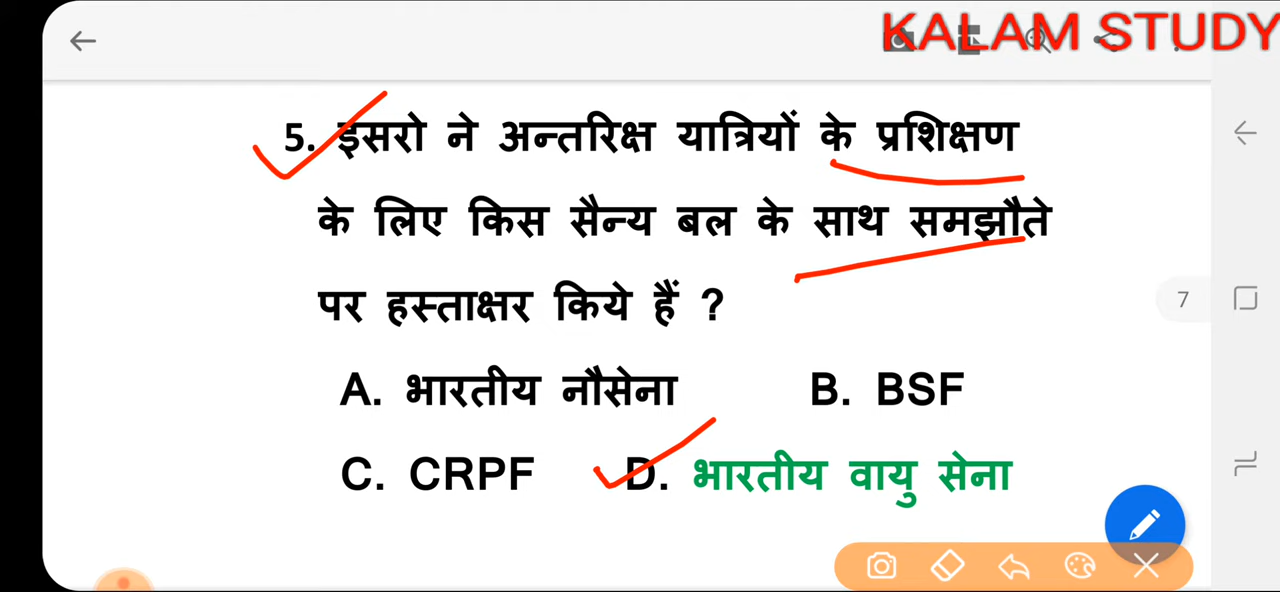 KALAM STUDY
5. इसरो ने अन्तरिक्ष यात्रियों के प्रशिक्षण
के लिए किस सैन्य बल के साथ समझौते
पर हस्ताक्षर किये हैं ?
7
A. भारतीय नौसेना B. BSF
C. CRPF D. भारतीय वायु सेना